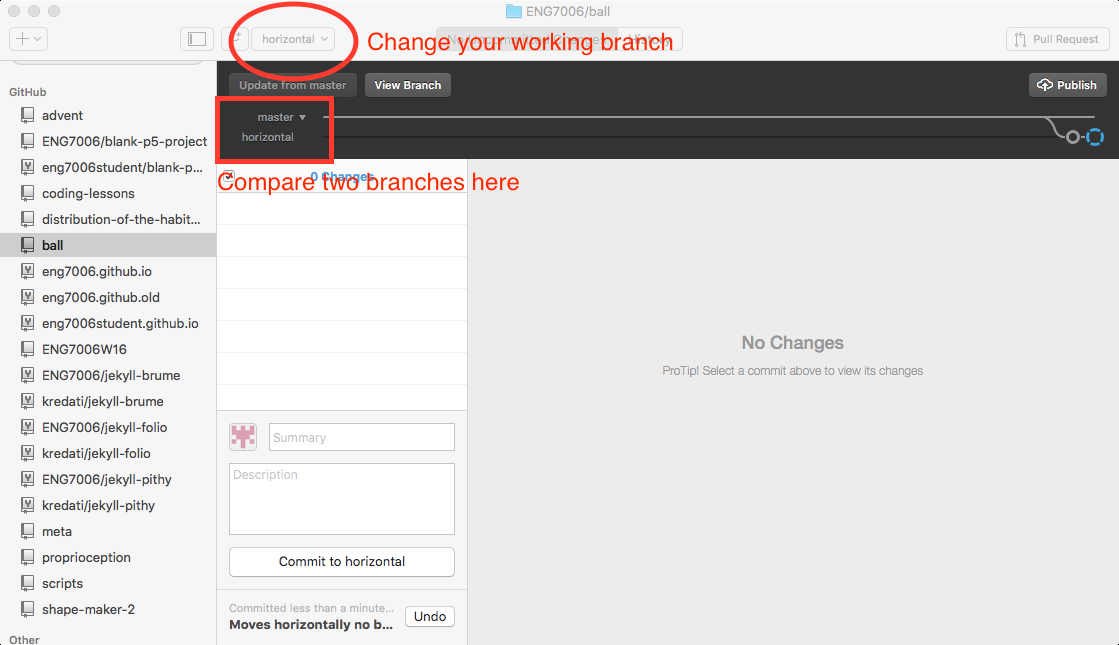 ENG7006/ball
horizontal
Change your working branch
No Uncommitted Changes
History
Pull Request
Update from master
View Branch
Publish
master
horizontal
GitHub
advent
ENG7006/blank-p5-project
eng7006student/blank-p...
coding-lessons
distribution-of-the-habit...
ball
eng7006.github.io
eng7006.github.old
eng7006student.github.io
ENG7006W16
ENG7006/jekyll-brume
kredati/jekyll-brume
ENG7006/jekyll-folio
kredati/jekyll-folio
ENG7006/jekyll-pithy
kredati/jekyll-pithy
meta
proprioception
scripts
shape-maker-2
Other
0 Changes
Compare two branches here
No Changes
ProTip! Select a commit above to view its changes
Summary
Description
Commit to horizontal
Committed less than a minute...
Moves horizontally no b...
Undo